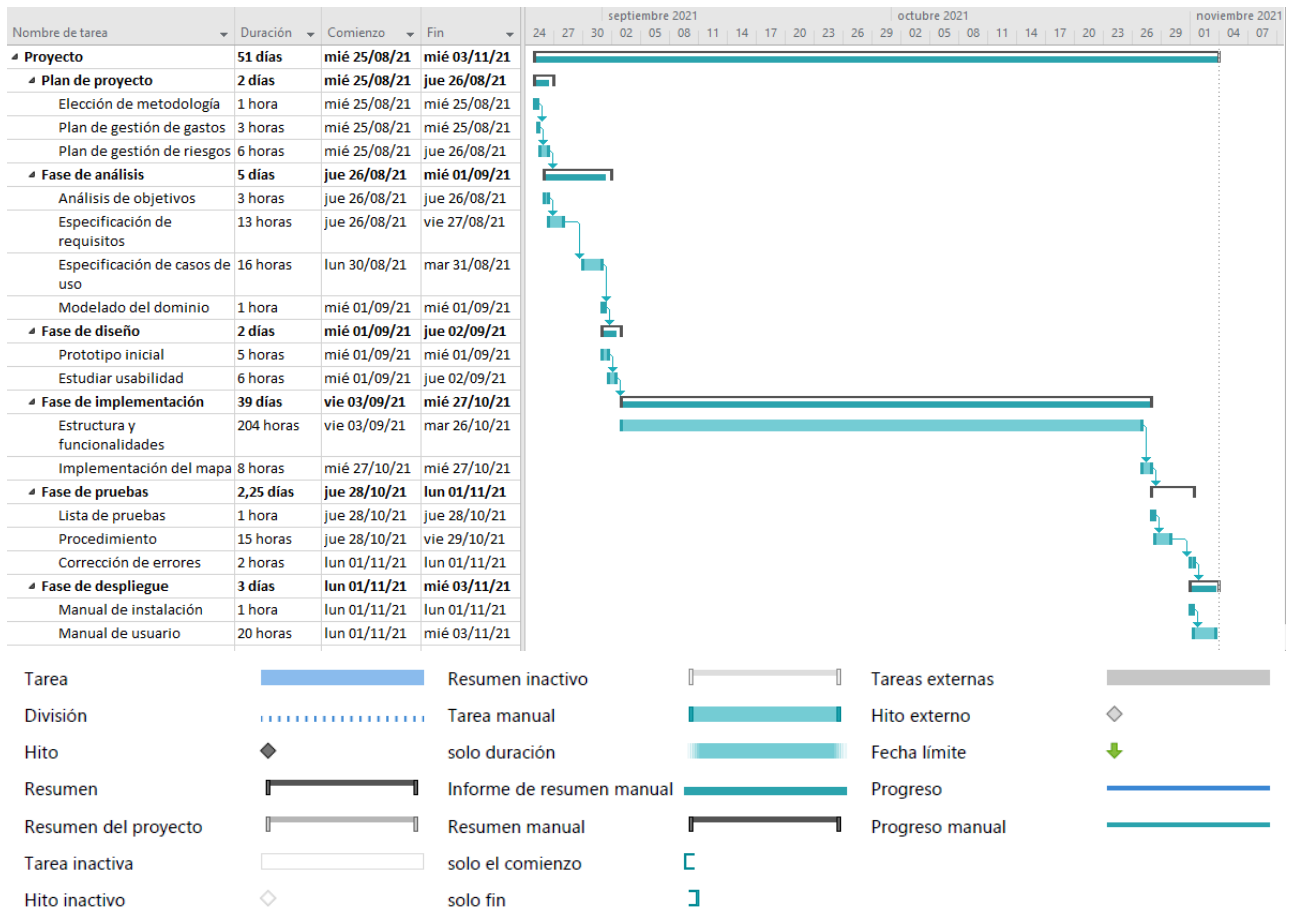 septiembre 2021 octubre 2021 noviembre 2021
Nombre de tarea Duración Comienzo Fin 24 27 30 02 05 08 11 14 17 20 23 26 29 02 05 08 11 14 17 20 23 26 29 01 04 07
Proyecto 51 días mié 25/08/21 mié 03/11/21
Plan de proyecto 2 días mié 25/08/21 jue 26/08/21
Elección de metodología 1 hora mié 25/08/21 mié 25/08/21
Plan de gestión de gastos 3 horas mié 25/08/21 mié 25/08/21
Plan de gestión de riesgos 6 horas mié 25/08/21 jue 26/08/21
Fase de análisis 5 días jue 26/08/21 mié 01/09/21
Análisis de objetivos 3 horas jue 26/08/21 jue 26/08/21
Especificación de 13 horas jue 26/08/21 vie 27/08/21
requisitos
Especificación de casos de 16 horas lun 30/08/21 mar 31/08/21
uso
Modelado del dominio 1 hora mié 01/09/21 mié 01/09/21
Fase de diseño 2 días mié 01/09/21 jue 02/09/21
Prototipo inicial 5 horas mié 01/09/21 mié 01/09/21
Estudiar usabilidad 6 horas mié 01/09/21 jue 02/09/21
Fase de implementación 39 días vie 03/09/21 mié 27/10/21
Estructura y 204 horas vie 03/09/21 mar 26/10/21
funcionalidades
Implementación del mapa 8 horas mié 27/10/21 mié 27/10/21
Fase de pruebas 2,25 días jue 28/10/21 lun 01/11/21
Lista de pruebas 1 hora jue 28/10/21 jue 28/10/21
Procedimiento 15 horas jue 28/10/21 vie 29/10/21
Corrección de errores 2 horas lun 01/11/21 lun 01/11/21
Fase de despliegue 3 días lun 01/11/21 mié 03/11/21
Manual de instalación 1 hora lun 01/11/21 lun 01/11/21
Manual de usuario 20 horas lun 01/11/21 mié 03/11/21
Tarea Resumen inactivo Tareas externas
División Tarea manual Hito externo
Hito solo duración Fecha límite
Resumen Informe de resumen manual Progreso
Resumen del proyecto Resumen manual Progreso manual
Tarea inactiva solo el comienzo
Hito inactivo solo fin